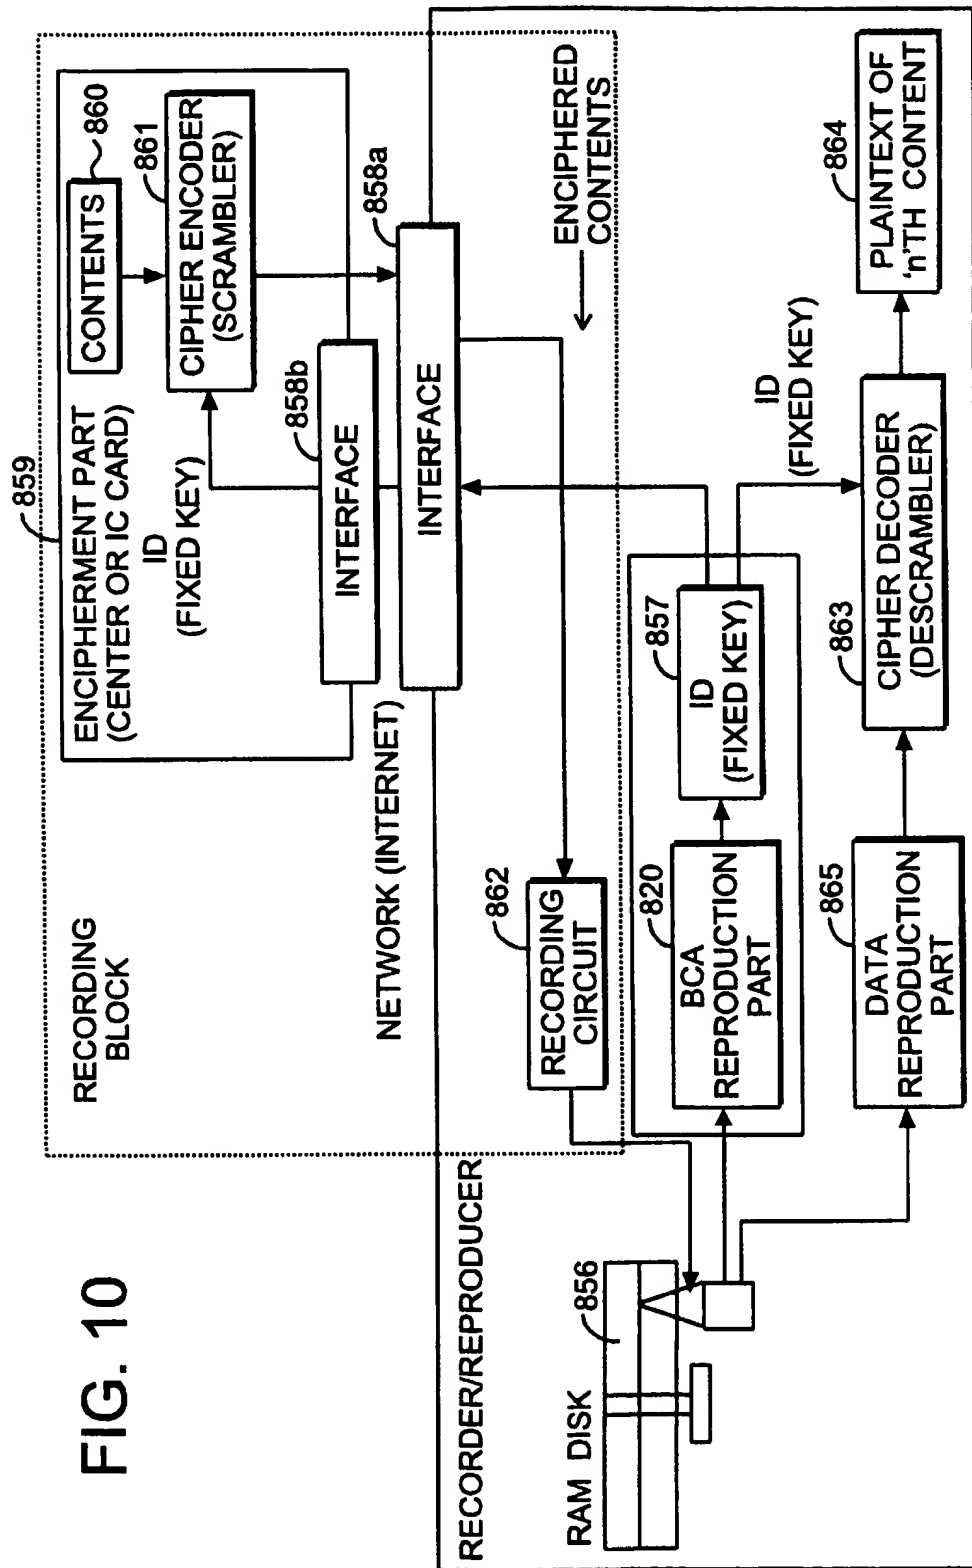 FIG. 10
RECORDING
BLOCK
859
ENCIPHERMENT PART
(CENTER OR IC CARD)
ID
(FIXED KEY)
CONTENTS
860
861
CIPHER ENCODER
(SCRAMBLER)
858b
INTERFACE
858a
INTERFACE
NETWORK (INTERNET)
ENCIPHERED
CONTENTS
862
RECORDING
CIRCUIT
RECORDER/REPRODUCER
856
RAM DISK
820
BCA
REPRODUCTION
PART
857
ID
(FIXED KEY)
ID
(FIXED KEY)
865
DATA
REPRODUCTION
PART
863
CIPHER DECODER
(DESCRAMBLER)
864
PLAINTEXT OF
'n'TH CONTENT